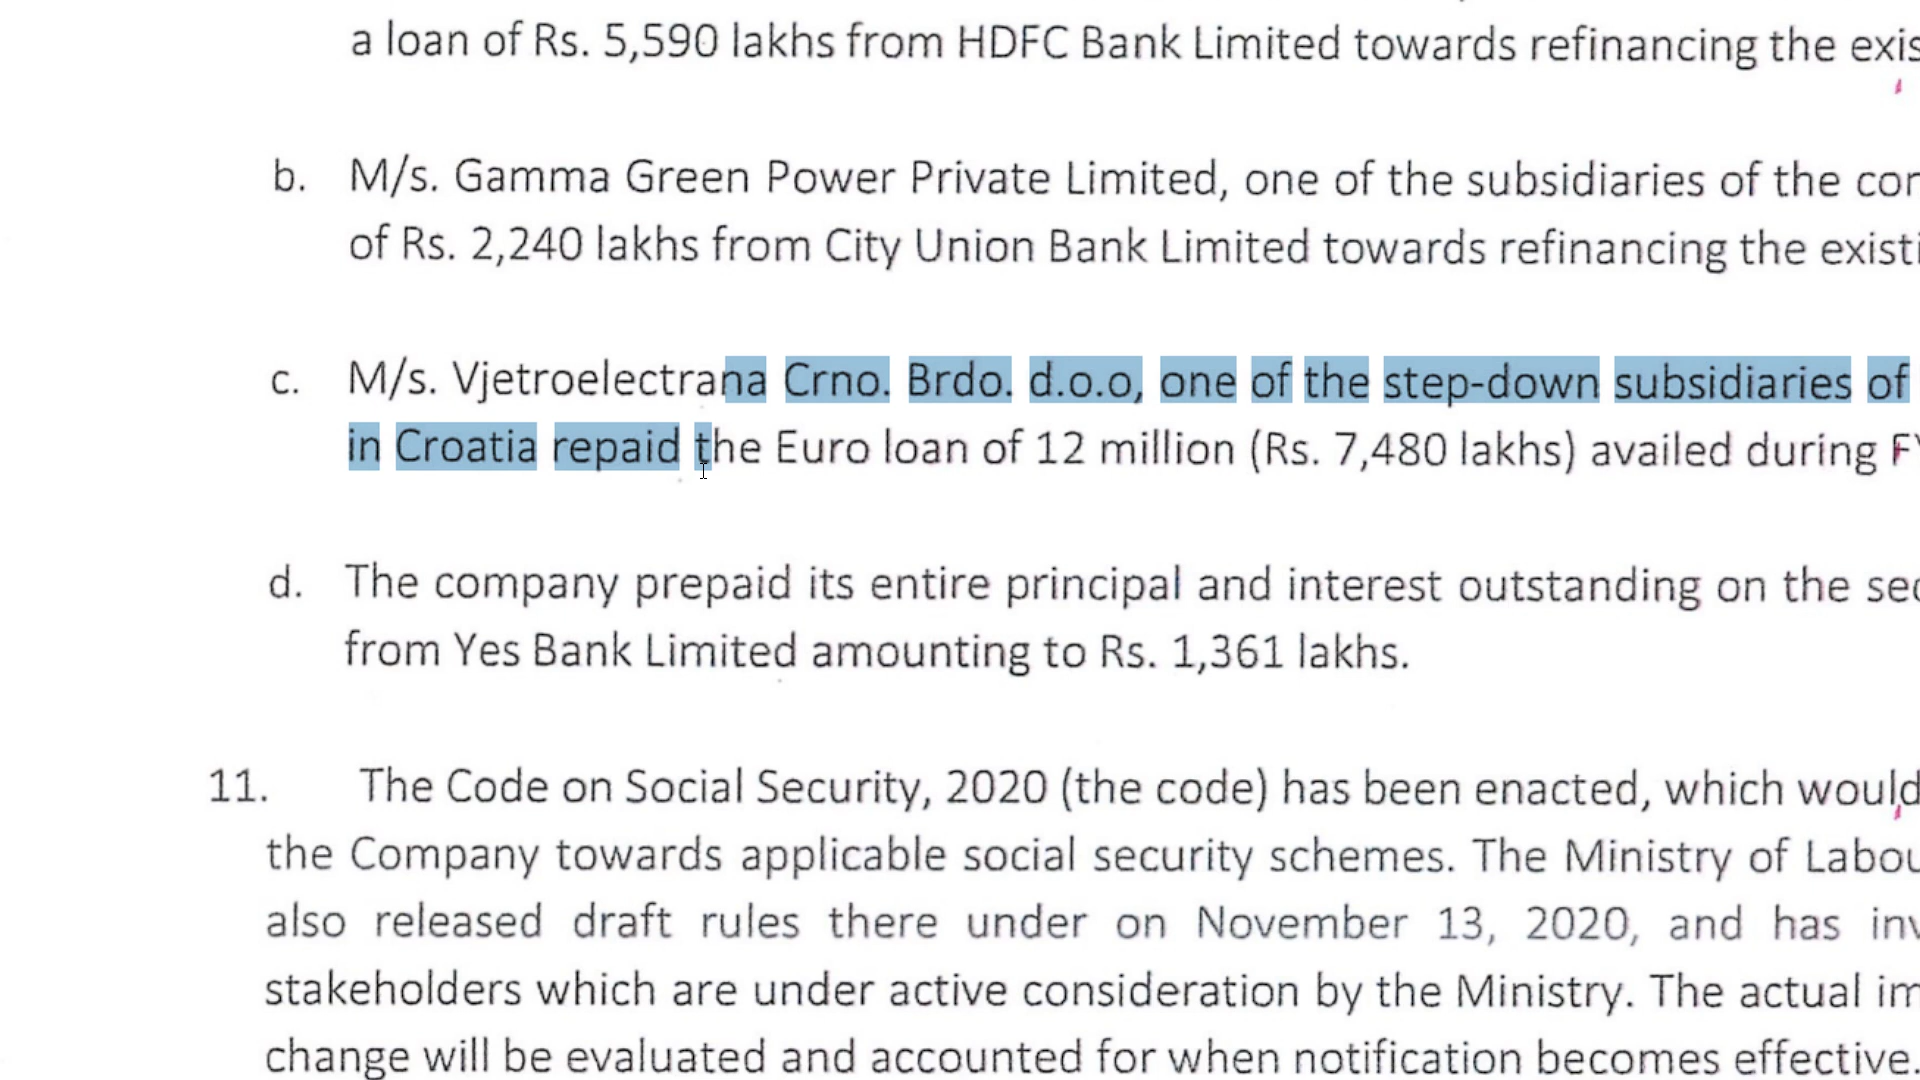 a loan of Rs. 5,590 lakhs from HDFC Bank Limited towards refinancing the
b. M/s. Gamma Green Power Private Limited, one of the subsidiaries of the
of Rs. 2,240 lakhs from City Union Bank Limited towards refinancing the
c. M/s. Vjetroelectrana Crno. Brdo. d.o.o, one of the step-down subsidiaries of
in Croatia repaid the Euro loan of 12 million (Rs. 7,480 lakhs) availed during
d. The company prepaid its entire principal and interest outstanding on the
from Yes Bank Limited amounting to Rs. 1,361 lakhs.
11. The Code on Social Security, 2020 (the code) has been enacted, which would
the Company towards applicable social security schemes. The Ministry of
also released draft rules there under on November 13, 2020, and has
stakeholders which are under active consideration by the Ministry. The actual
change will be evaluated and accounted for when notification becomes effective.